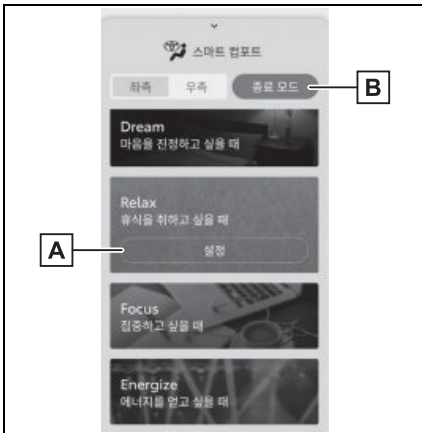 스마트 컴포트
좌측 우측 종료 모드
B
Dream
마음을 진정하고 싶을 때
Relax
휴식을 취하고 싶을 때
A
설정
Focus
집중하고 싶을 때
Energize
에너지를 얻고 싶을 때